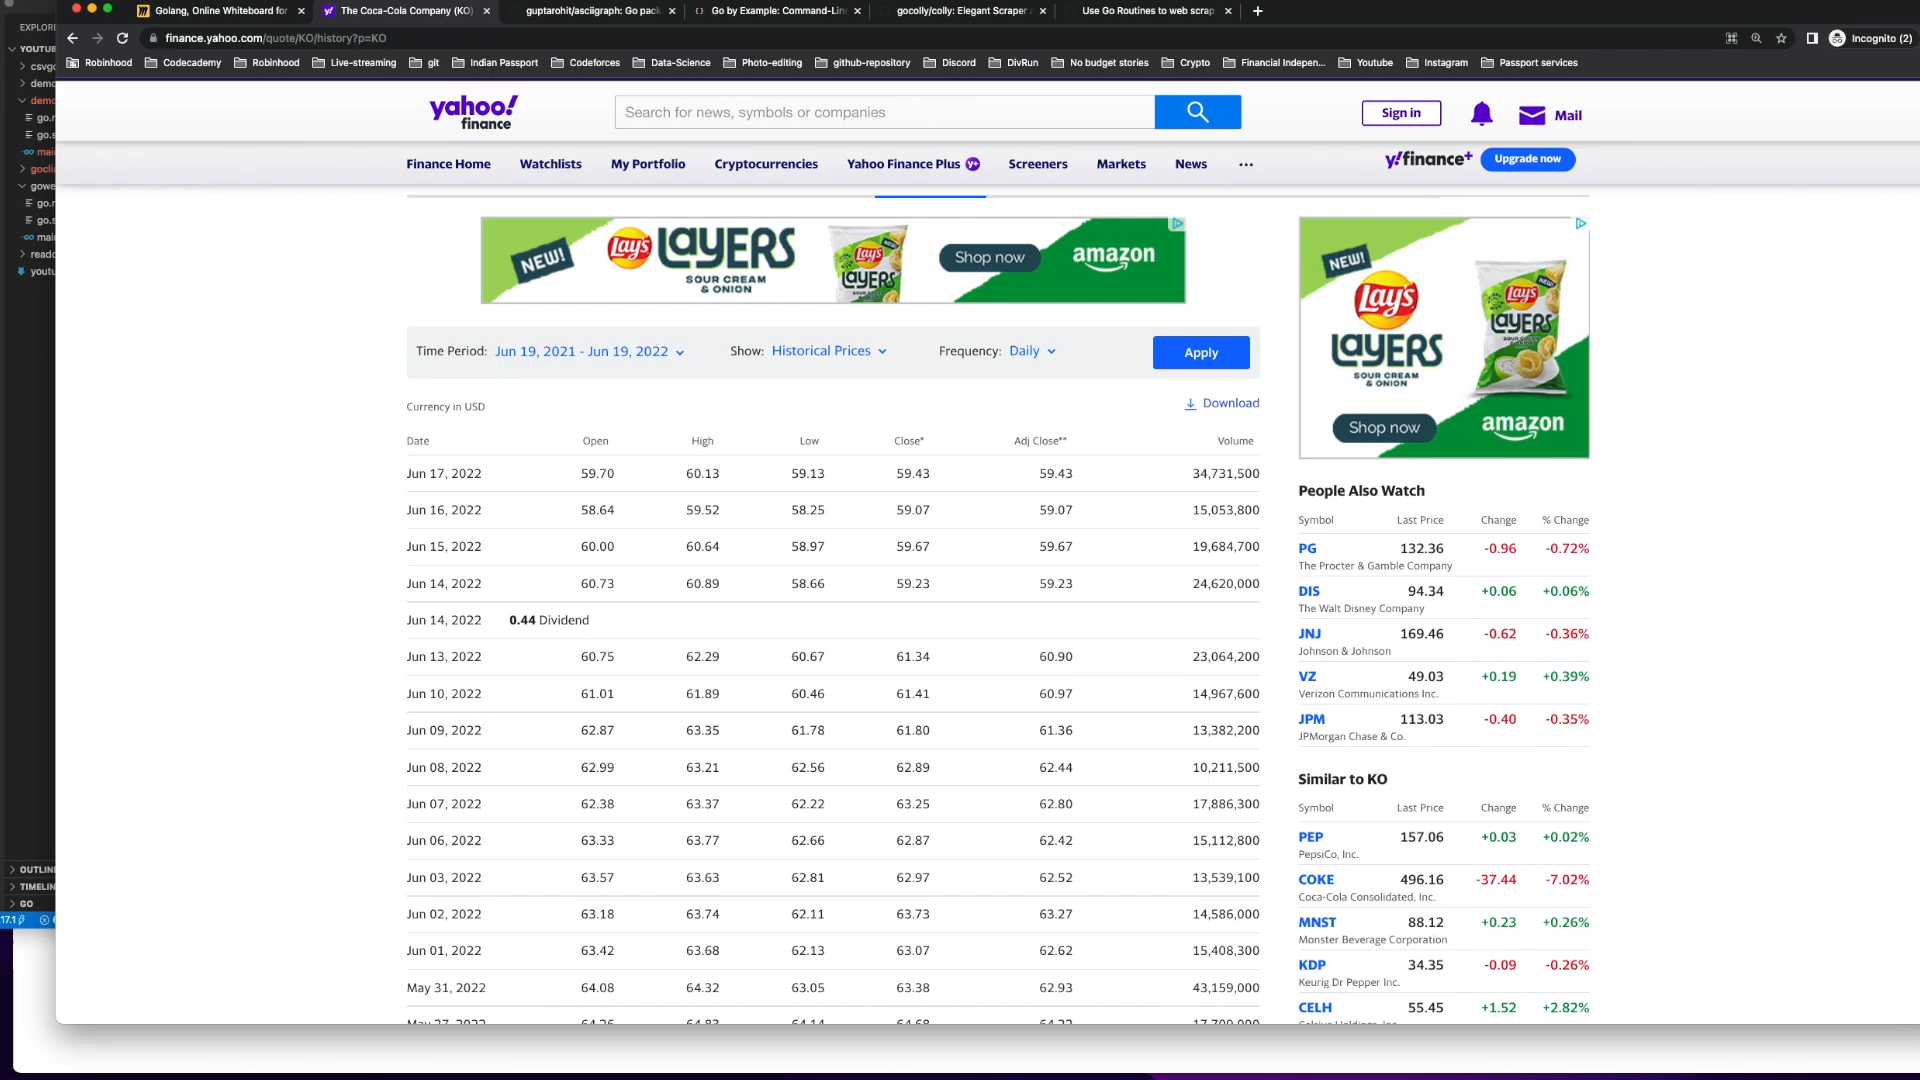 Golang, Online Whiteboard for
The Coca-Cola Company (KO)
guptarohit/asciigraph: Go pack
Go by Example: Command-Line
gocolly/colly: Elegant Scraper
Use Go Routines to web scrap
finance.yahoo.com/quote/KO/history?p=KO
Incognito (2)
Robinhood
Codecademy
Robinhood
Live-streaming
git
Indian Passport
Codeforces
Data-Science
Photo-editing
github-repository
Discord
DivRun
No budget stories
Crypto
Financial Indepen...
Youtube
Instagram
Passport services
EXPLORE
YOUTUB
csvgo
demo
demo
go.m
go.s
main
goclia
gowe
go.m
go.s
main
readc
youtu
OUTLINE
TIMELIN
GO
17.1
yahoo!
finance
Search for news, symbols or companies
Sign in
Mail
Finance Home
Watchlists
My Portfolio
Cryptocurrencies
Yahoo Finance Plus
Screeners
Markets
News
y!finance+
Upgrade now
NEW! Lay's LAYERS
SOUR CREAM
& ONION
Shop now
amazon
NEW!
Lay's
LAYERS
SOUR CREAM
& ONION
Shop now
amazon
Time Period: Jun 19, 2021 - Jun 19, 2022
Show: Historical Prices
Frequency: Daily
Apply
Currency in USD
Download
Date Open High Low Close* Adj Close** Volume
Jun 17, 2022 59.70 60.13 59.13 59.43 59.43 34,731,500
Jun 16, 2022 58.64 59.52 58.25 59.07 59.07 15,053,800
Jun 15, 2022 60.00 60.64 58.97 59.67 59.67 19,684,700
Jun 14, 2022 60.73 60.89 58.66 59.23 59.23 24,620,000
Jun 14, 2022 0.44 Dividend
Jun 13, 2022 60.75 62.29 60.67 61.34 60.90 23,064,200
Jun 10, 2022 61.01 61.89 60.46 61.41 60.97 14,967,600
Jun 09, 2022 62.87 63.35 61.78 61.80 61.36 13,382,200
Jun 08, 2022 62.99 63.21 62.56 62.89 62.44 10,211,500
Jun 07, 2022 62.38 63.37 62.22 63.25 62.80 17,886,300
Jun 06, 2022 63.33 63.77 62.66 62.87 62.42 15,112,800
Jun 03, 2022 63.57 63.63 62.81 62.97 62.52 13,539,100
Jun 02, 2022 63.18 63.74 62.11 63.73 63.27 14,586,000
Jun 01, 2022 63.42 63.68 62.13 63.07 62.62 15,408,300
May 31, 2022 64.08 64.32 63.05 63.38 62.93 43,159,000
People Also Watch
Symbol Last Price Change % Change
PG 132.36 -0.96 -0.72%
The Procter & Gamble Company
DIS 94.34 +0.06 +0.06%
The Walt Disney Company
JNJ 169.46 -0.62 -0.36%
Johnson & Johnson
VZ 49.03 +0.19 +0.39%
Verizon Communications Inc.
JPM 113.03 -0.40 -0.35%
JPMorgan Chase & Co.
Similar to KO
Symbol Last Price Change % Change
PEP 157.06 +0.03 +0.02%
PepsiCo, Inc.
COKE 496.16 -37.44 -7.02%
Coca-Cola Consolidated, Inc.
MNST 88.12 +0.23 +0.26%
Monster Beverage Corporation
KDP 34.35 -0.09 -0.26%
Keurig Dr Pepper Inc.
CELH 55.45 +1.52 +2.82%